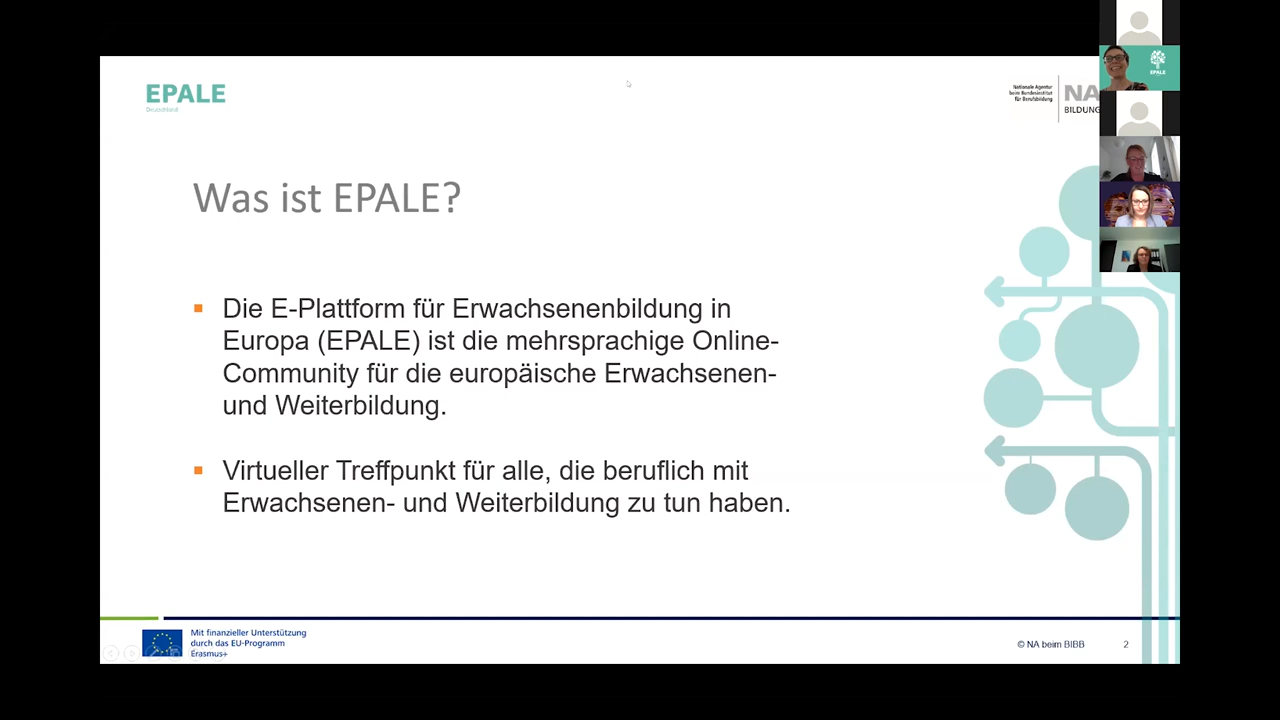 EPALE
Deutschland
Nationale Agentur
beim Bundesinstitut
für Berufsbildung
NA
BILDUNG
EPALE
Was ist EPALE?
Die E-Plattform für Erwachsenenbildung in
Europa (EPALE) ist die mehrsprachige Online-
Community für die europäische Erwachsenen-
und Weiterbildung.
Virtueller Treffpunkt für alle, die beruflich mit
Erwachsenen- und Weiterbildung zu tun haben.
Mit finanzieller Unterstützung
durch das EU-Programm
Erasmus+
© NA beim BIBB
2